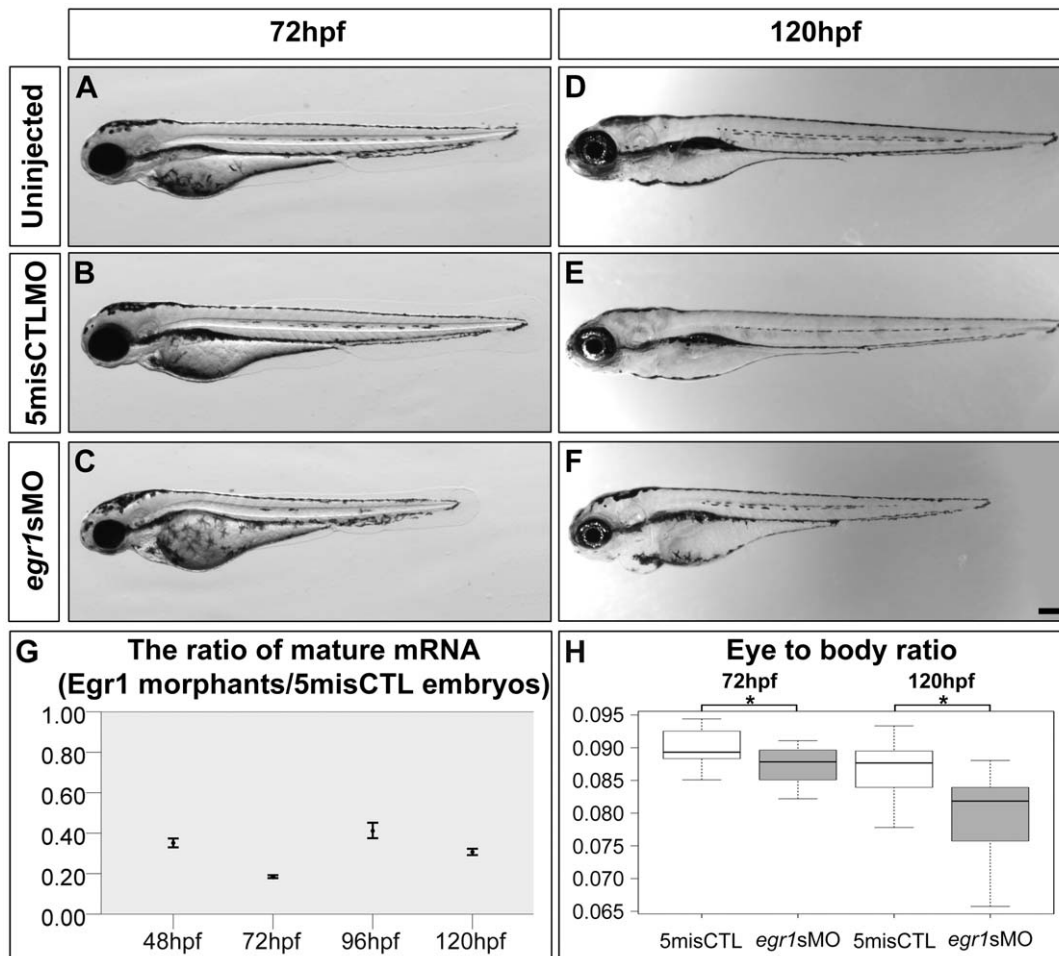 72hpf
120hpf
Uninjected
A
D
5misCTLMO
B
E
egr1sMO
C
F
G
The ratio of mature mRNA
(Egr1 morphants/5misCTL embryos)
1.00
0.80
0.60
0.40
0.20
0.00
48hpf
72hpf
96hpf
120hpf
H
Eye to body ratio
72hpf
120hpf
*
*
0.095
0.090
0.085
0.080
0.075
0.070
0.065
5misCTL
egr1sMO
5misCTL
egr1sMO